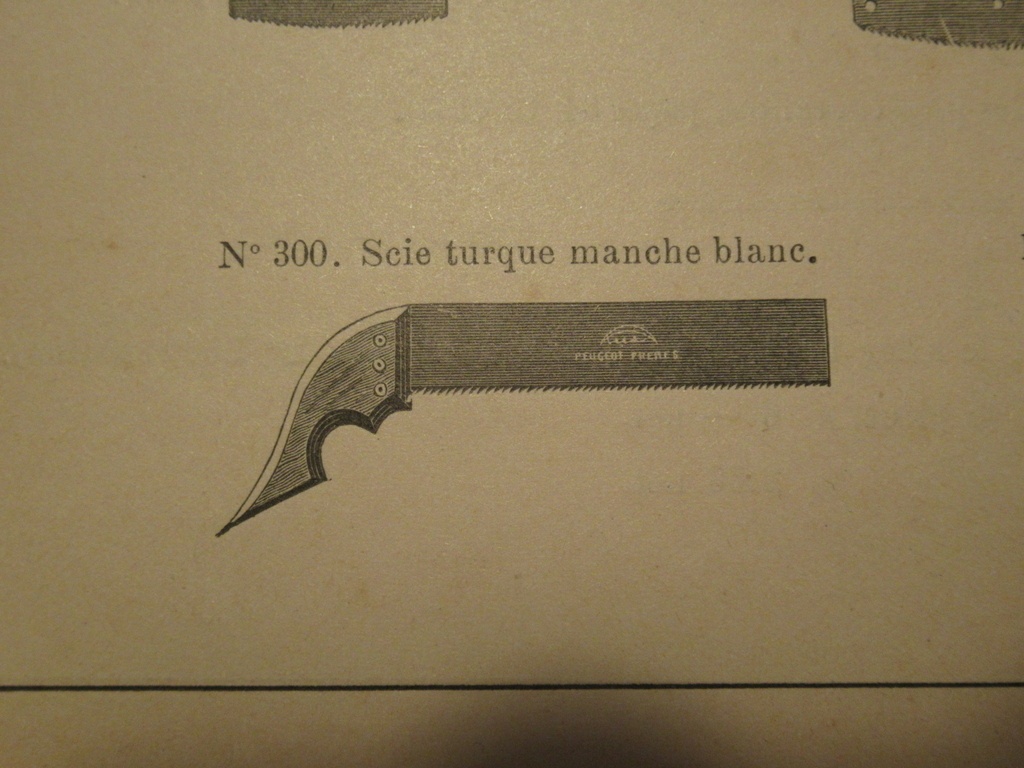 N° 300. Scie turque manche blanc.
PEUGEOT FRERES